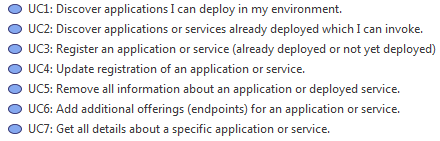 UC1: Discover applications I can deploy in my environment.
UC2: Discover applications or services already deployed which I can invoke.
UC3: Register an application or service (already deployed or not yet deployed)
UC4: Update registration of an application or service.
UC5: Remove all information about an application or deployed service.
UC6: Add additional offerings (endpoints) for an application or service.
UC7: Get all details about a specific application or service.